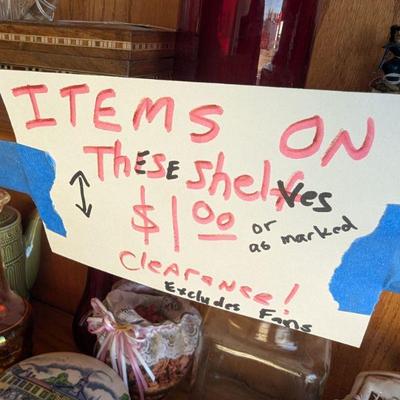 ITEMS ON
THESE Shelves
$1.00 or
as marked
Clearance!
Excludes Fans